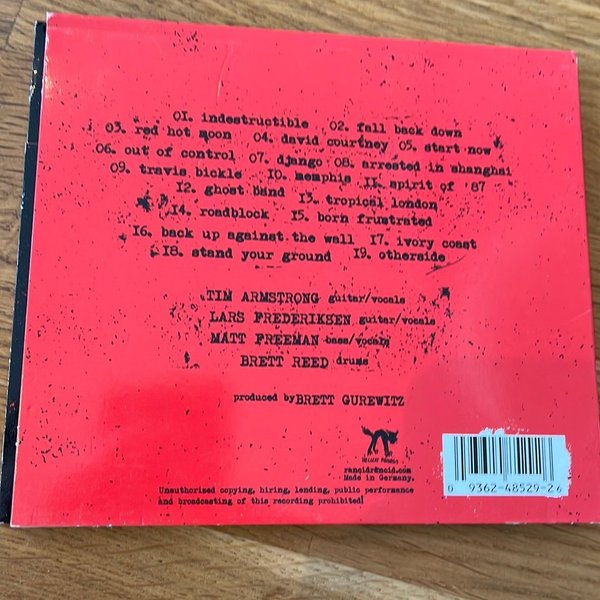 01. indestructible 02. fall back down
03. red hot moon 04. david courtney 05. start now
06. out of control 07. django 08. arrested in shanghai
09. travis bickle 10. memphis 11. spirit of '87
12. ghost band 13. tropical london
14. roadblock 15. born frustrated
16. back up against the wall 17. ivory coast
18. stand your ground 19. otherside
TIM ARMSTRONG guitar/vocals
LARS FREDERIKSEN guitar/vocals
MATT FREEMAN bass/vocals
BRETT REED drums
produced by BRETT GUREWITZ
HELLCAT RECORDS
rancidrancid.com
Made in Germany.
Unauthorized copying, hiring, lending, public performance
and broadcasting of this recording prohibited
0 9362-48529-2 6